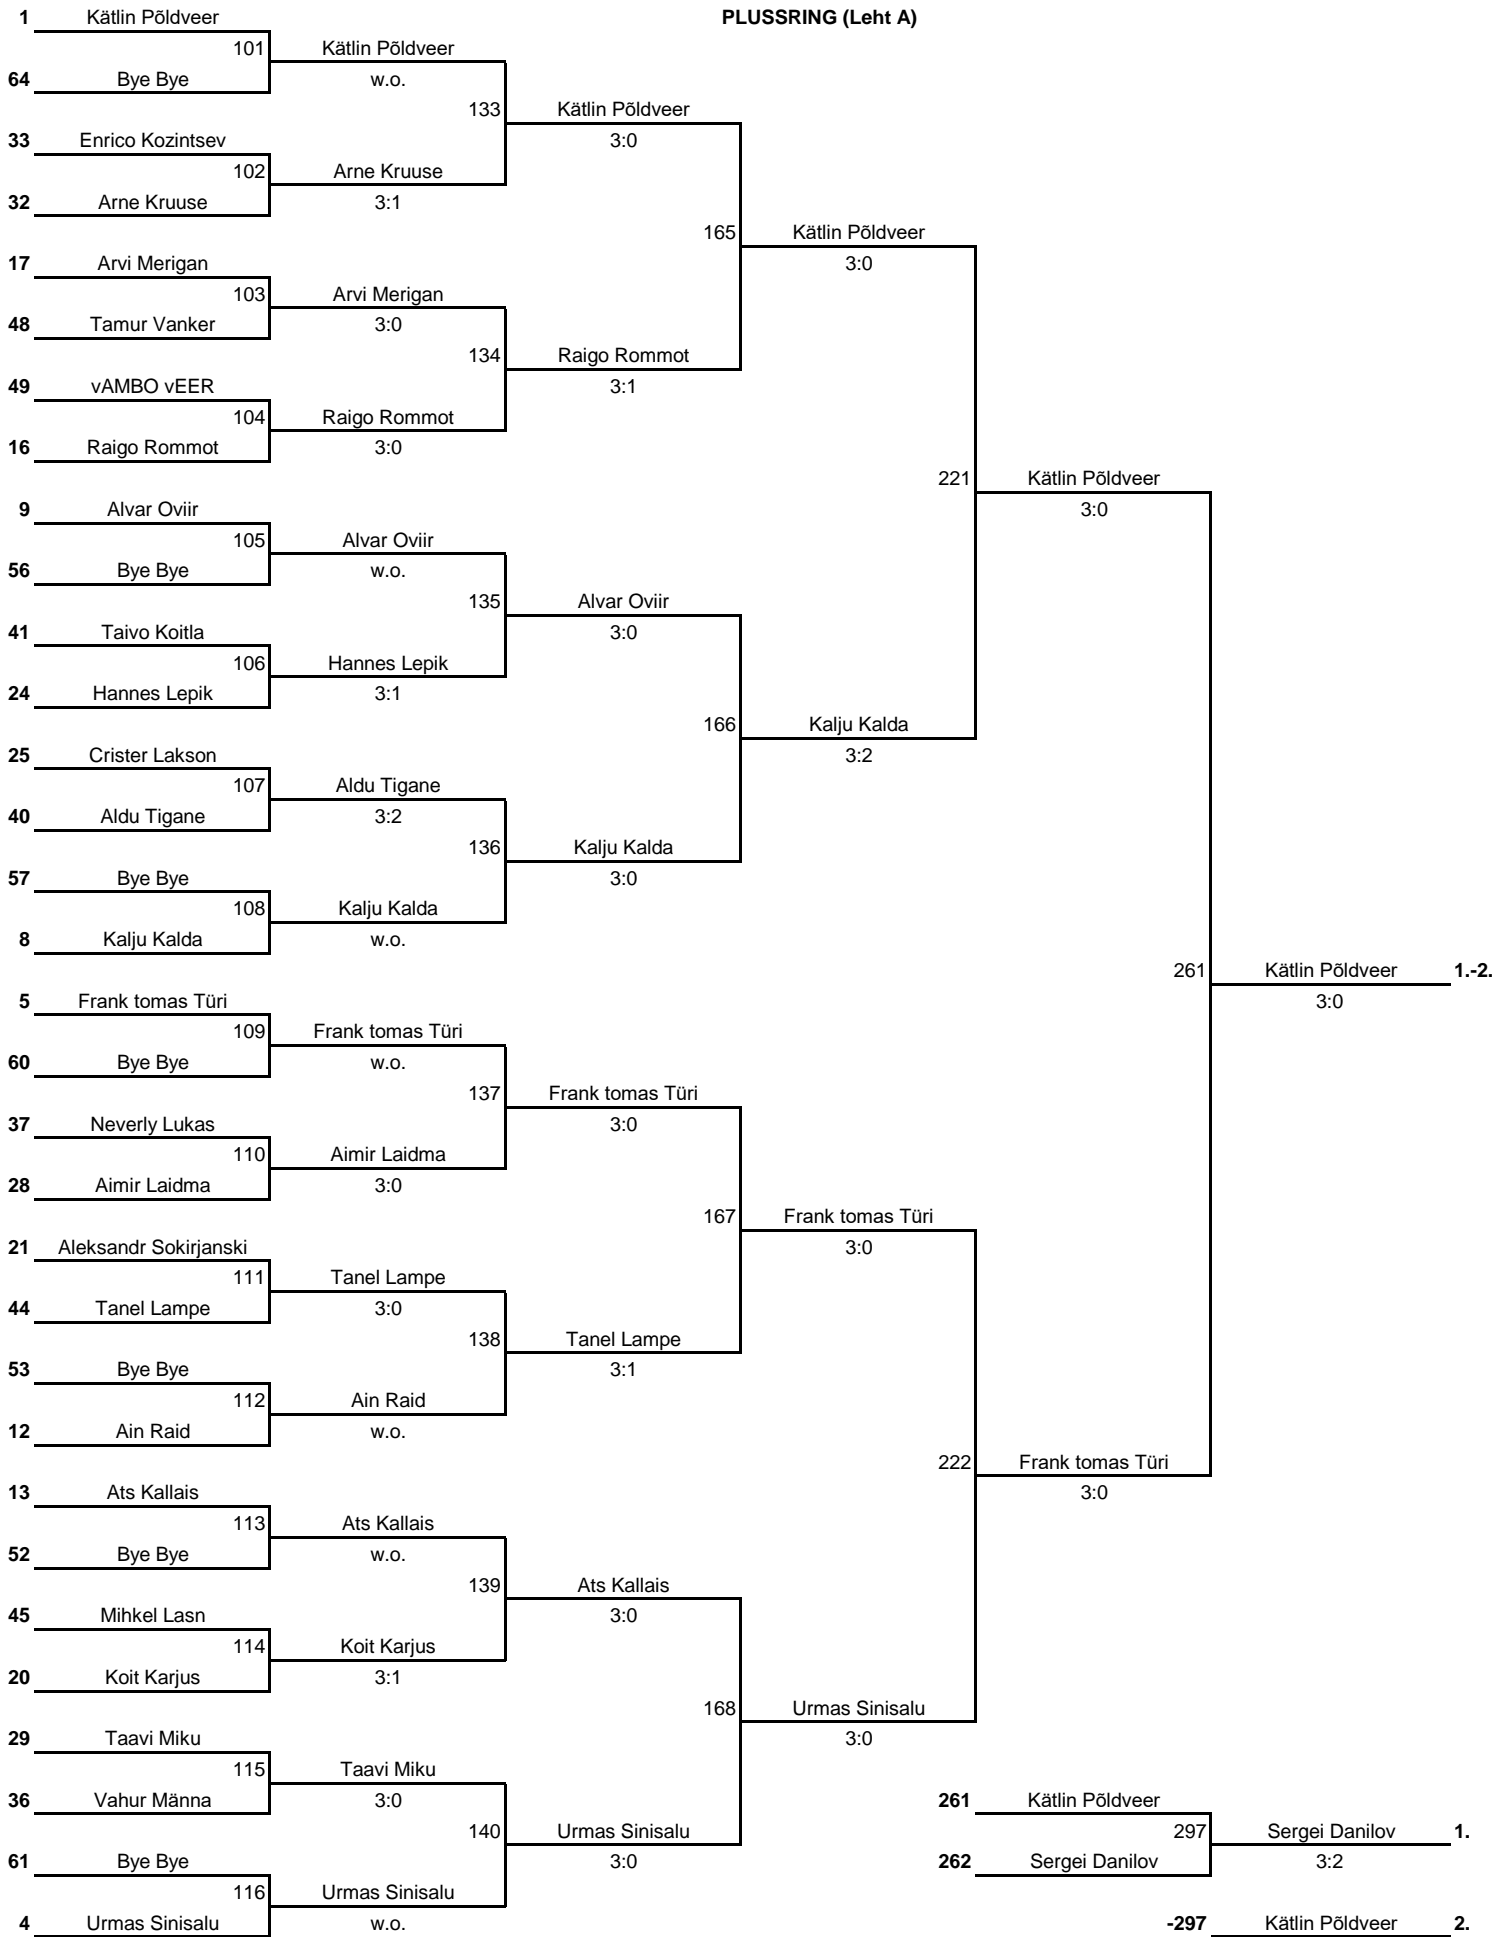 1 Kätlin Põldveer PLUSSRING (Leht A)
101 Kätlin Põldveer
64 Bye Bye w.o.
133 Kätlin Põldveer
33 Enrico Kozintsev 3:0
102 Arne Kruuse
32 Arne Kruuse 3:1
165 Kätlin Põldveer
17 Arvi Merigan 3:0
103 Arvi Merigan
48 Tamur Vanker 3:0
134 Raigo Rommot
49 vAMBO vEER 3:1
104 Raigo Rommot
16 Raigo Rommot 3:0
221 Kätlin Põldveer
9 Alvar Oviir 3:0
105 Alvar Oviir
56 Bye Bye w.o.
135 Alvar Oviir
41 Taivo Koitla 3:0
106 Hannes Lepik
24 Hannes Lepik 3:1
166 Kalju Kalda
25 Crister Lakson 3:2
107 Aldu Tigane
40 Aldu Tigane 3:2
136 Kalju Kalda
57 Bye Bye 3:0
108 Kalju Kalda
8 Kalju Kalda w.o.
261 Kätlin Põldveer 1.-2.
5 Frank tomas Türi 3:0
109 Frank tomas Türi
60 Bye Bye w.o.
137 Frank tomas Türi
37 Neverly Lukas 3:0
110 Aimir Laidma
28 Aimir Laidma 3:0
167 Frank tomas Türi
21 Aleksandr Sokirjanski 3:0
111 Tanel Lampe
44 Tanel Lampe 3:0
138 Tanel Lampe
53 Bye Bye 3:1
112 Ain Raid
12 Ain Raid w.o.
222 Frank tomas Türi
13 Ats Kallais 3:0
113 Ats Kallais
52 Bye Bye w.o.
139 Ats Kallais
45 Mihkel Lasn 3:0
114 Koit Karjus
20 Koit Karjus 3:1
168 Urmas Sinisalu
29 Taavi Miku 3:0
115 Taavi Miku
36 Vahur Männa 3:0 261 Kätlin Põldveer
140 Urmas Sinisalu 297 Sergei Danilov 1.
61 Bye Bye 3:0 262 Sergei Danilov 3:2
116 Urmas Sinisalu
4 Urmas Sinisalu w.o. -297 Kätlin Põldveer 2.